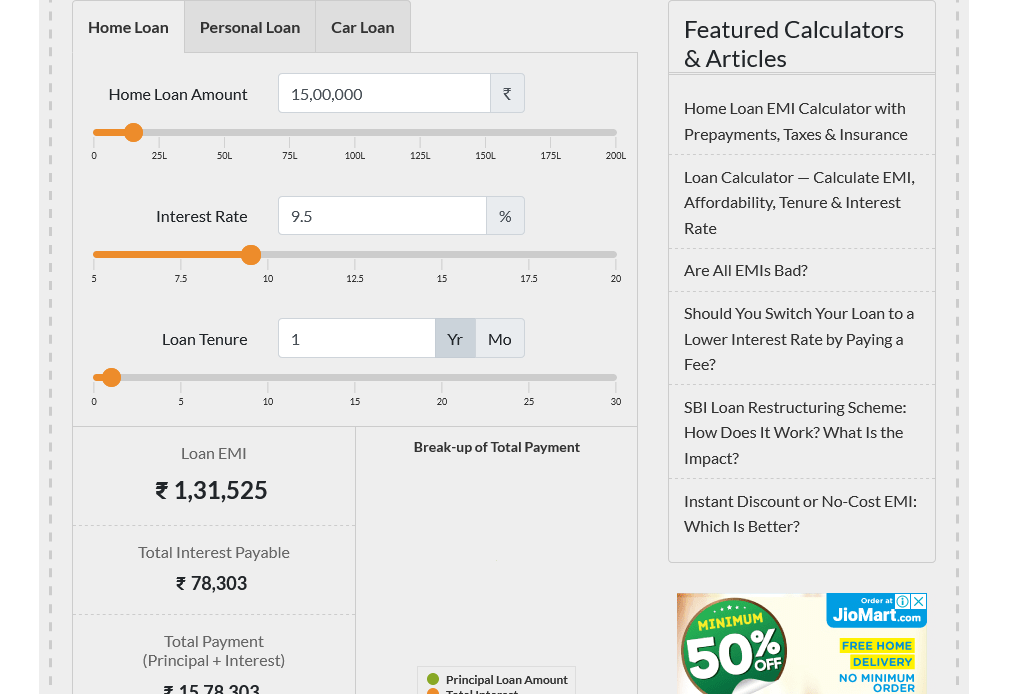 Home Loan
Personal Loan
Car Loan
Home Loan Amount
15,00,000
₹
0
25L
50L
75L
100L
125L
150L
175L
200L
Interest Rate
9.5
%
5
7.5
10
12.5
15
17.5
20
Loan Tenure
1
Yr
Mo
0
5
10
15
20
25
30
Loan EMI
₹ 1,31,525
Total Interest Payable
₹ 78,303
Total Payment
(Principal + Interest)
₹ 15,78,303
Break-up of Total Payment
Principal Loan Amount
Total Interest
Featured Calculators
& Articles
Home Loan EMI Calculator with
Prepayments, Taxes & Insurance
Loan Calculator — Calculate EMI,
Affordability, Tenure & Interest
Rate
Are All EMIs Bad?
Should You Switch Your Loan to a
Lower Interest Rate by Paying a
Fee?
SBI Loan Restructuring Scheme:
How Does It Work? What Is the
Impact?
Instant Discount or No-Cost EMI:
Which Is Better?
MINIMUM
50%
OFF
Order at
JioMart.com
FREE HOME
DELIVERY
NO MINIMUM
ORDER